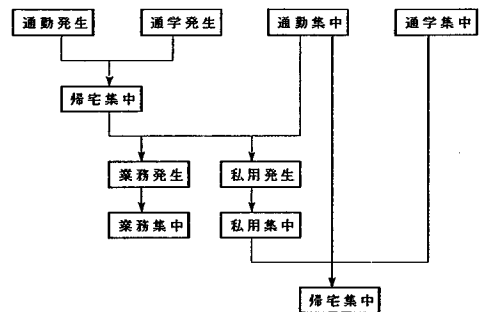 通勤発生
通学発生
通勤集中
通学集中
帰宅集中
業務発生
私用発生
業務集中
私用集中
帰宅集中